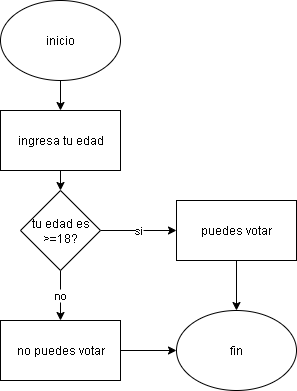 inicio
ingresa tu edad
tu edad es
>=18?
si
puedes votar
no
no puedes votar
fin